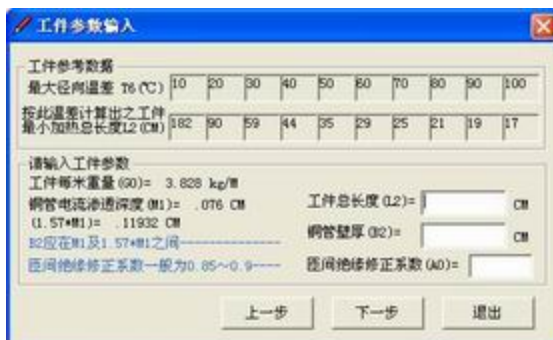 工件参数输入
工件参考数据
最大径向温差 T6(℃) 10 20 30 40 50 60 70 80 90 100
按此温差计算出之工件
最小加热总长度L2(CM) 182 90 59 44 35 29 25 21 19 17
请输入工件参数
工件每米重量(G0)= 3.828 kg/M
铜管电流渗透深度(M1)= .076 CM
(1.57*M1)= .11932 CM
B2应在M1及1.57*M1之间---------------
匝间绝缘修正系数一般为0.85~0.9----
工件总长度(L2)= CM
铜管壁厚(B2)= CM
匝间绝缘修正系数(A0)=
上一步 下一步 退出